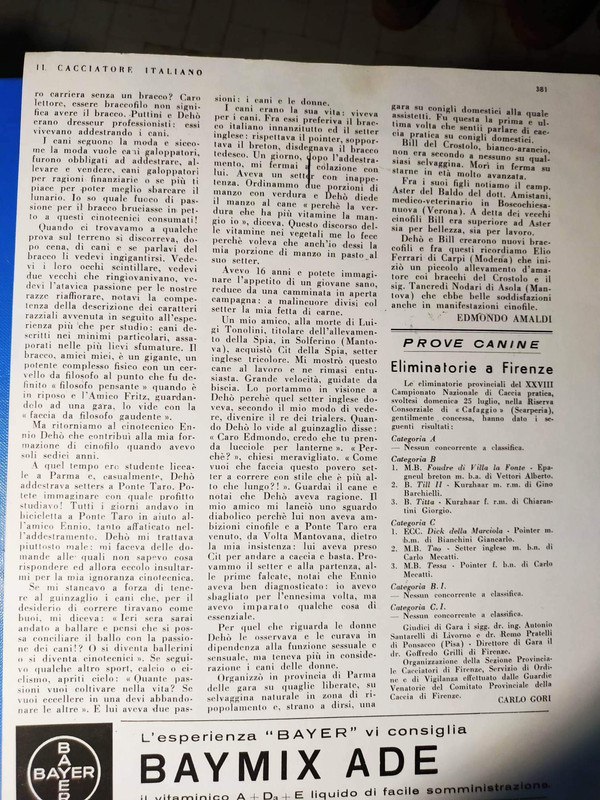 IL CACCIATORE ITALIANO
381
ro carriera senza un bracco? Caro
lettore, essere braccofilo non signi-
fica avere il bracco. Puttini e Dehò
erano dresseur professionisti: essi
vivevano addestrando i cani.
I cani seguono la moda e sicco-
me la moda vuole cani galoppatori,
furono obbligati ad addestrare, al-
levare e vendere, cani galoppatori
per ragioni finanziarie o se più ti
piace per poter meglio sbarcare il
lunario. Io so quale fuoco di pas-
sione per il bracco bruciasse in pet-
to a questi cinotecnici consumati!
Quando ci trovavamo a qualche
prova sul terreno si discorreva, do-
po cena, di cani e se parlavi del
bracco li vedevi ingigantirsi. Vede-
vi i loro occhi scintillare, vedevi
due vecchi che ringiovanivano, ve-
devi l'atavica passione per le nostre
razze riaffiorare, notavi la compe-
tenza della descrizione dei caratteri
razziali avvenuta in seguito all'espe-
rienza più che per studio: cani de-
scritti nei minimi particolari, assa-
porati nelle più lievi sfumature. Il
bracco, amici miei, è un gigante, un
potente complesso fisico con un cer-
vello da filosofo al punto che fu de-
finito « filosofo pensante » quando è
in riposo e l'Amico Fritz, guardan-
dolo ad una gara, lo vide con la
« faccia da filosofo gaudente ».
Ma ritorniamo al cinotecnico En-
nio Dehò che contribuì alla mia for-
mazione di cinofilo quando avevo
soli sedici anni.
A quel tempo ero studente licea-
le a Parma e, casualmente, Dehò
addestrava setters a Ponte Taro. Po-
tete immaginare con quale profitto
studiavo! Tutti i giorni andavo in
bicicletta a Ponte Taro in aiuto al-
l'amico Ennio, tanto affaticato nel-
l'addestramento. Dehò mi trattava
piuttosto male: mi faceva delle do-
mande alle quali non sapevo cosa
rispondere ed allora eccolo insultar-
mi per la mia ignoranza cinotecnica.
Se mi stancavo a forza di tene-
re al guinzaglio i cani che, per il
desiderio di correre tiravano come
buoi, mi diceva: « Ieri sera sarai
andato a ballare e pensi che si pos-
sa conciliare il ballo con la passio-
ne dei cani!? O si diventa ballerini
o si diventa cinotecnici ». Se segui-
vo qualche altro sport, calcio o ci-
clismo, apriti cielo: « Quante pas-
sioni vuoi coltivare nella vita? Se
vuoi eccellere in una devi abbando-
nare le altre ». E lui aveva due pas-
sioni: i cani e le donne.
I cani erano la sua vita: viveva
per i cani. Fra essi preferiva il brac-
co italiano innanzitutto ed il setter
inglese: rispettava il pointer, soppor-
tava il breton, disdegnava il bracco
tedesco. Un giorno, dopo l'addestra-
mento, mi fermai a colazione con
lui. Aveva un setter con inappe-
tenza. Ordinammo due porzioni di
manzo con verdura e Dehò diede
il manzo al cane « perchè la ver-
dura che ha più vitamine la man-
gio io », diceva. Questo discorso del-
le vitamine nei vegetali me lo fece
perchè voleva che anch'io dessi la
mia porzione di manzo in pasto al
suo setter.
Avevo 16 anni e potete immagi-
nare l'appetito di un giovane sano,
reduce da una camminata in aperta
campagna: a malincuore divisi col
setter la mia fetta di carne.
Un mio amico, alla morte di Lui-
gi Tonolini, titolare dell'allevamen-
to della Spia, in Solferino (Manto-
va), acquistò Cit della Spia, setter
inglese tricolore. Mi mostrò questo
cane al lavoro e ne rimasi entu-
siasta. Grande velocità, guidate da
biscia. Lo portammo in visione a
Dehò perchè quel setter inglese do-
veva, secondo il mio modo di vede-
re, divenire il re dei trialers. Quan-
do Dehò lo vide al guinzaglio disse:
« Caro Edmondo, credo che tu pren-
da lucciole per lanterne ». « Per-
chè? », chiesi meravigliato. « Come
vuoi che faccia questo povero set-
ter a correre con stile che è più al-
to che lungo?! ». Guardai il cane e
notai che Dehò aveva ragione. Il
mio amico mi lanciò uno sguardo
diabolico perchè lui non aveva am-
bizioni cinofile e a Ponte Taro era
venuto, da Volta Mantovana, dietro
la mia insistenza: lui aveva preso
Cit per andare a caccia e basta. Pro-
vammo il setter e alla partenza, al-
le prime falcate, notai che Ennio
aveva ben diagnosticato: io avevo
sbagliato per l'ennesima volta, ma
avevo imparato qualche cosa di
essenziale.
Per quel che riguarda le donne
Dehò le osservava e le curava in
dipendenza alla funzione sessuale e
sensuale, ma teneva più in conside-
razione i cani delle donne.
Organizzò in provincia di Parma
delle gara su quaglie liberate, su
selvaggina naturale in zona di ri-
popolamento e, strano a dirsi, una
gara su conigli domestici alla quale
assistetti. Fu questa la prima e ul-
tima volta che sentii parlare di cac-
cia pratica su conigli domestici.
Bill del Crostolo, bianco-arancio,
non era secondo a nessuno su qual-
siasi selvaggina. Morì in ferma su
starne in età molto avanzata.
Fra i suoi figli notiamo il camp.
Aster del Baldo del dott. Amistani,
medico-veterinario in Boscochiesa-
nuova (Verona). A detta dei vecchi
cinofili Bill era superiore ad Aster
sia per bellezza, sia per lavoro.
Dehò e Bill crearono nuovi brac-
cofili e fra questi ricordiamo Elio
Ferrari di Carpi (Modena) che ini-
ziò un piccolo allevamento d'ama-
tore coi bracchi del Crostolo e il
sig. Tancredi Nodari di Asola (Man-
tova) che ebbe belle soddisfazioni
anche in manifestazioni cinofile.
EDMONDO AMALDI
PROVE CANINE
Eliminatorie a Firenze
Le eliminatorie provinciali del XXVIII
Campionato Nazionale di Caccia pratica,
svoltesi domenica 25 luglio, nella Riserva
Consorziale di « Cafaggio » (Scarperia),
gentilmente concessa, hanno dato i se-
guenti risultati:
Categoria A
— Nessun concorrente a classifica.
Categoria B
1. M.B. Foudre di Villa la Fonte - Epa-
gneul breton m. b.a. di Vettori Alberto.
2. B. Till II - Kurzhaar r.m. di Gino
Barchielli.
3. B. Titta - Kurzhaar f. r.m. di Chiaran-
tini Giorgio.
Categoria C
1. ECC. Dick della Marciola - Pointer m.
b.m. di Bianchini Giancarlo.
2. M.B. Tuo - Setter inglese m. b.n. di
Carlo Mecatti.
3. M.B. Tessa - Pointer f. b.n. di Carlo
Mecatti.
Categoria B.I.
— Nessun concorrente a classifica.
Categoria C.I.
— Nessun concorrente a classifica.
Giudici di Gara i sigg. dr. ing. Antonio
Santarelli di Livorno e dr. Remo Pratelli
di Ponsacco (Pisa) - Direttore di Gara il
dr. Goffredo Grilli di Firenze.
Organizzazione della Sezione Provincia-
le Cacciatori di Firenze, Servizio di Ordi-
ne e di Vigilanza effettuato dalle Guardie
Venatorie del Comitato Provinciale della
Caccia di Firenze.
CARLO GORI
BAYER
BAYER
L'esperienza "BAYER" vi consiglia
BAYMIX ADE
il vitaminico A + D₃ + E liquido di facile somministrazione